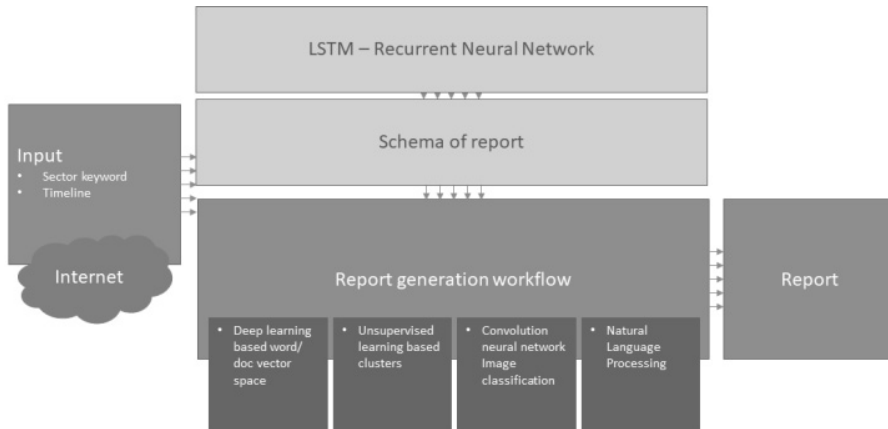 LSTM – Recurrent Neural Network
Schema of report
Input
• Sector keyword
• Timeline
Internet
Report generation workflow
Report
• Deep learning
based word/
doc vector
space
• Unsupervised
learning based
clusters
• Convolution
neural network
Image
classification
• Natural
Language
Processing